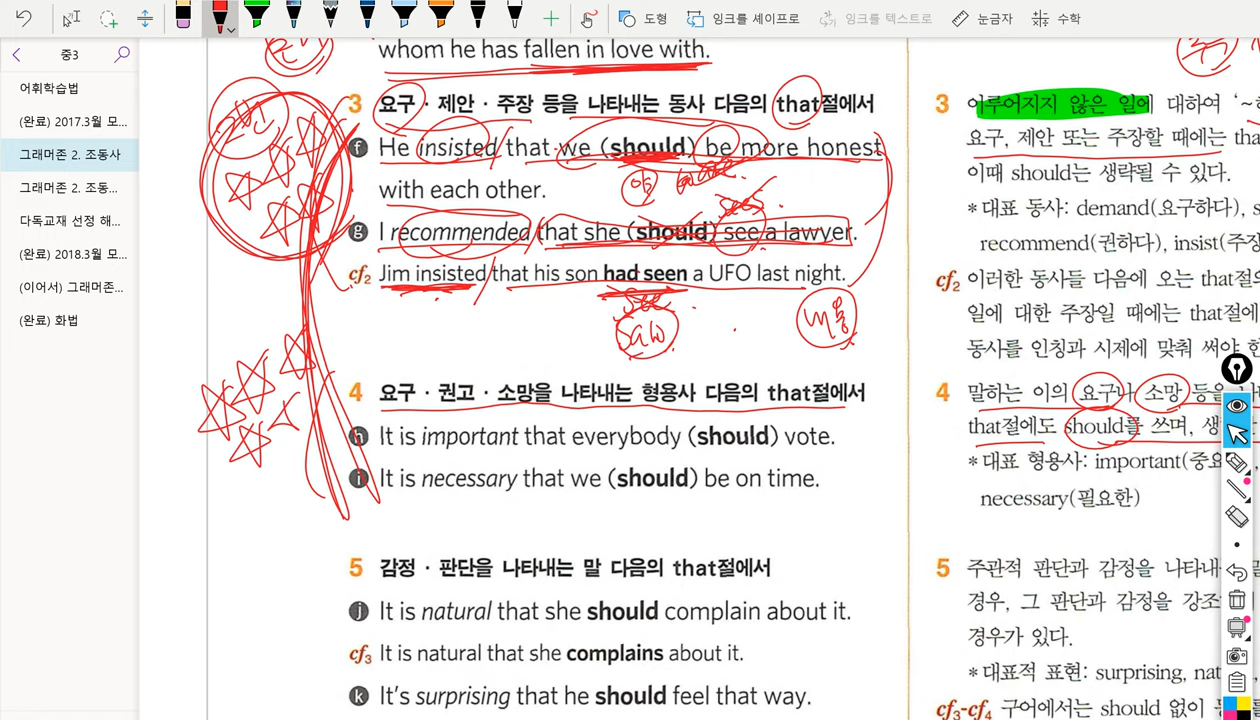 도형
잉크를 셰이프로
잉크를 텍스트로
눈금자
수학
중3
어휘학습법
(완료) 2017.3월 모...
그래머존 2. 조동사
그래머존 2. 조동...
다독교재 선정 해...
(완료) 2018.3월 모...
(이어서) 그래머존...
(완료) 화법
whom he has fallen in love with.
3 요구 · 제안 · 주장 등을 나타내는 동사 다음의 that절에서
f He insisted that we (should) be more honest
with each other.
g I recommended that she (should) see a lawyer.
sees
cf2 Jim insisted that his son had seen a UFO last night.
see
saw
내용
4 요구 · 권고 · 소망을 나타내는 형용사 다음의 that절에서
h It is important that everybody (should) vote.
i It is necessary that we (should) be on time.
5 감정 · 판단을 나타내는 말 다음의 that절에서
j It is natural that she should complain about it.
cf3 It is natural that she complains about it.
k It's surprising that he should feel that way.
3 이루어지지 않은 일에 대하여 '~
요구, 제안 또는 주장할 때에는 tha
이때 should는 생략될 수 있다.
* 대표 동사: demand(요구하다), s
recommend(권하다), insist(주장
cf2 이러한 동사들 다음에 오는 that절
일에 대한 주장일 때에는 that절에
동사를 인칭과 시제에 맞춰 써야 한
4 말하는 이의 요구나 소망 등을
that절에도 should를 쓰며, 생
* 대표 형용사: important(중요
necessary(필요한)
5 주관적 판단과 감정을 나타내
경우, 그 판단과 감정을 강조
경우가 있다.
* 대표적 표현: surprising, nat
cf3-cf4 구어에서는 should 없이